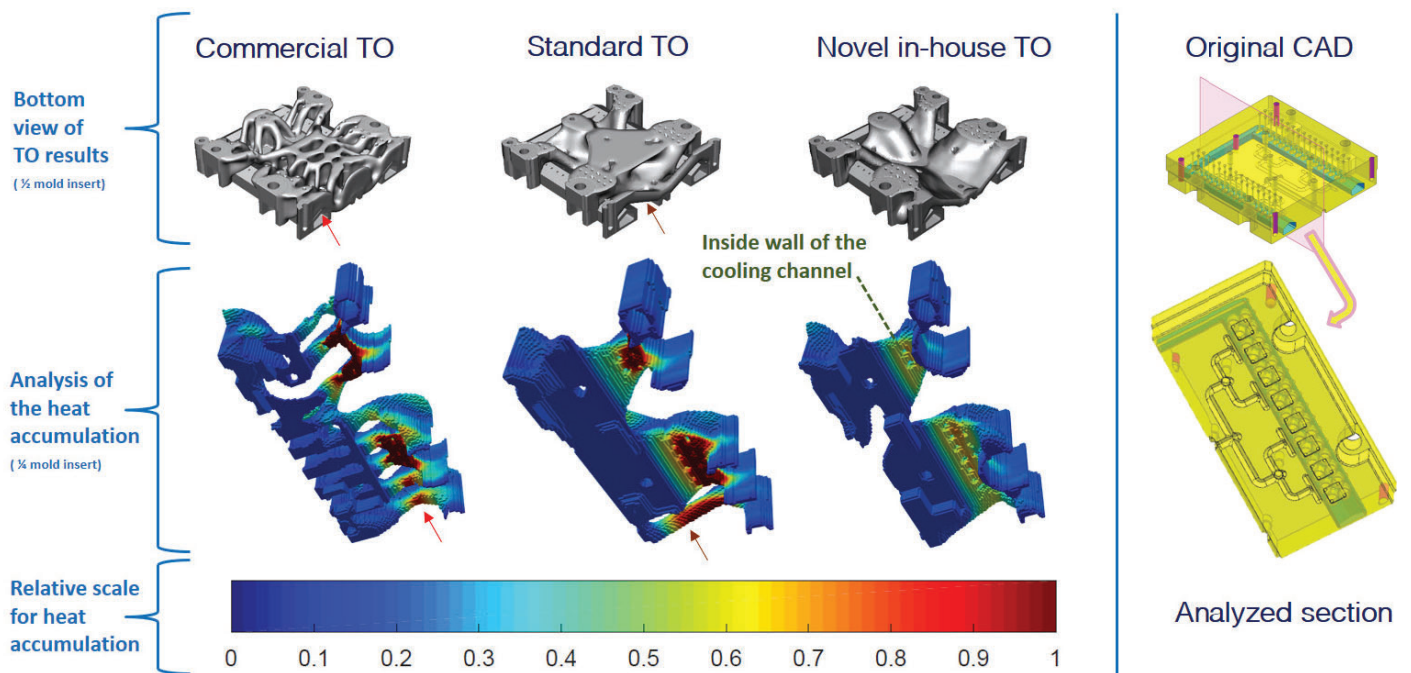 Commercial TO
Standard TO
Novel in-house TO
Original CAD
Bottom
view of
TO results
( ½ mold insert)
Inside wall of the
cooling channel
Analysis of
the heat
accumulation
( ¼ mold insert)
Relative scale
for heat
accumulation
0 0.1 0.2 0.3 0.4 0.5 0.6 0.7 0.8 0.9 1
Analyzed section